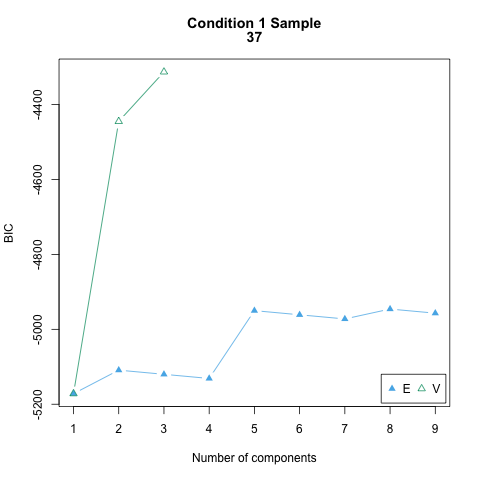 Condition 1 Sample
37
BIC
-4400
-4600
-4800
-5000
-5200
1 2 3 4 5 6 7 8 9
Number of components
E V